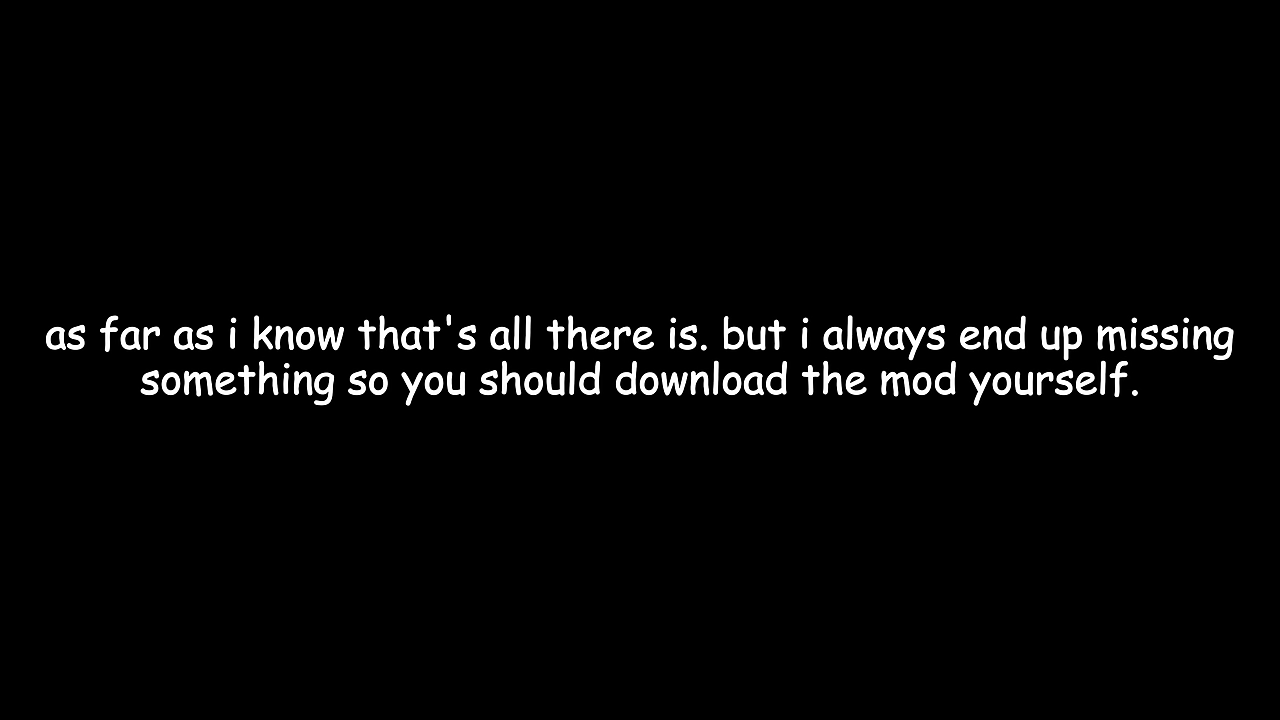 as far as i know that's all there is. but i always end up missing
something so you should download the mod yourself.